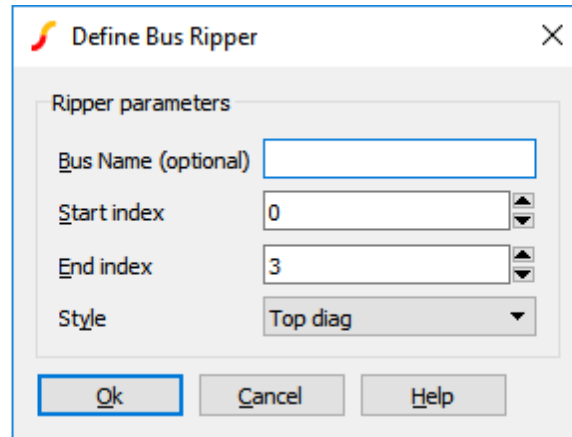 Define Bus Ripper
Ripper parameters
Bus Name (optional)
Start index 0
End index 3
Style Top diag
Ok Cancel Help